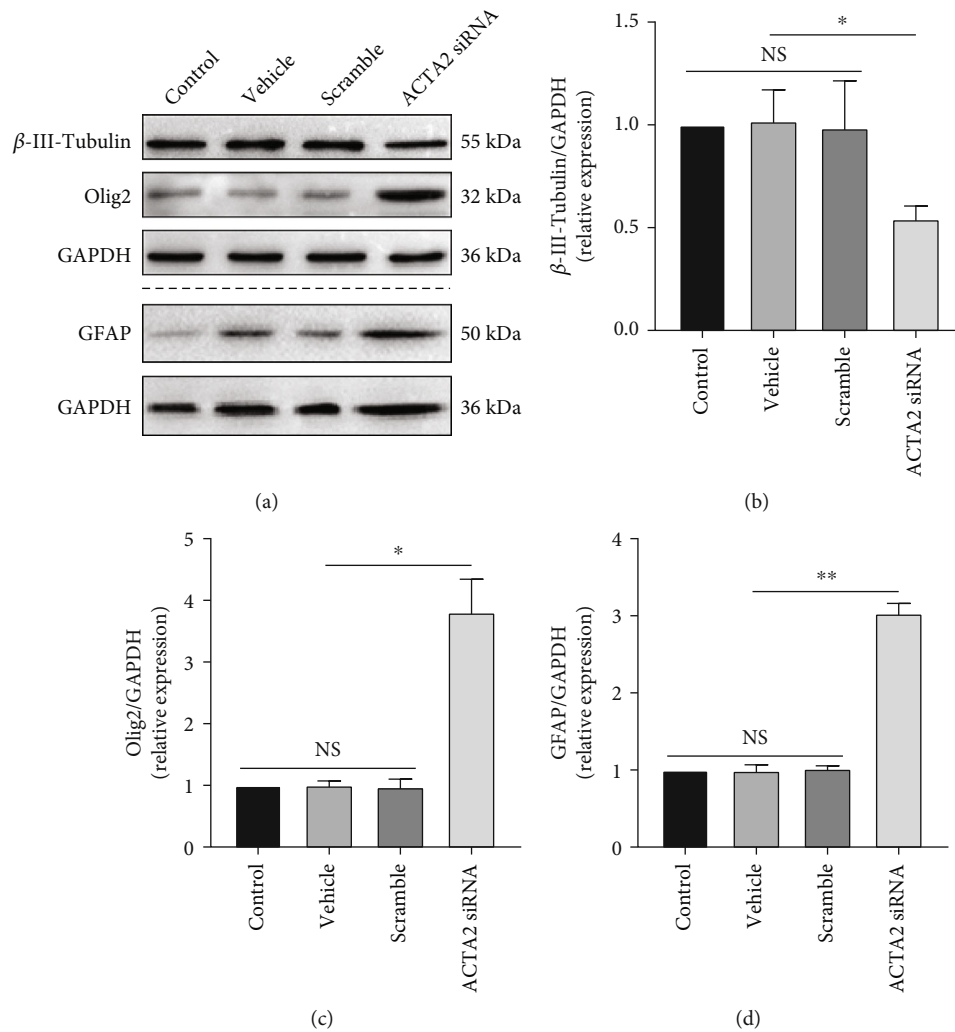 Control Vehicle Scramble ACTA2 siRNA
β-III-Tubulin 55 kDa
Olig2 32 kDa
GAPDH 36 kDa
GFAP 50 kDa
GAPDH 36 kDa
(a)
β-III-Tubulin/GAPDH
(relative expression)
1.5
1.0
0.5
0.0
NS
*
Control
Vehicle
Scramble
ACTA2 siRNA
(b)
Olig2/GAPDH
(relative expression)
5
4
3
2
1
0
NS
*
Control
Vehicle
Scramble
ACTA2 siRNA
(c)
GFAP/GAPDH
(relative expression)
4
3
2
1
0
NS
**
Control
Vehicle
Scramble
ACTA2 siRNA
(d)